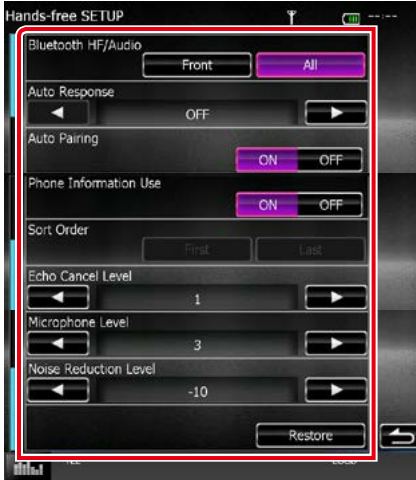 Hands-free SETUP --:--
Bluetooth HF/Audio
Front All
Auto Response
OFF
Auto Pairing
ON OFF
Phone Information Use
ON OFF
Sort Order
First Last
Echo Cancel Level
1
Microphone Level
3
Noise Reduction Level
-10
Restore